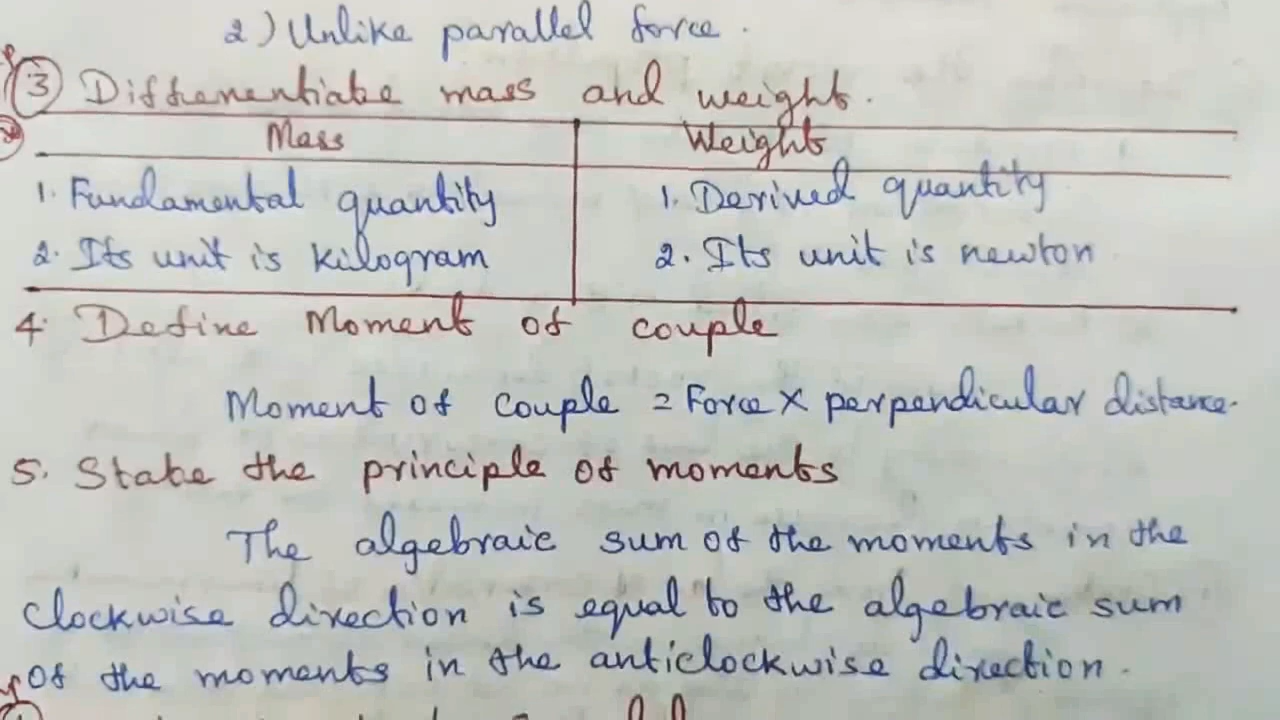 2) Unlike parallel force.
3 Differentiate mass and weight.
Mass Weight
1. Fundamental quantity 1. Derived quantity
2. Its unit is kilogram 2. Its unit is newton
4. Define Moment of couple
Moment of couple = Force X perpendicular distance.
5. State the principle of moments
The algebraic sum of the moments in the
clockwise direction is equal to the algebraic sum
of the moments in the anticlockwise direction.